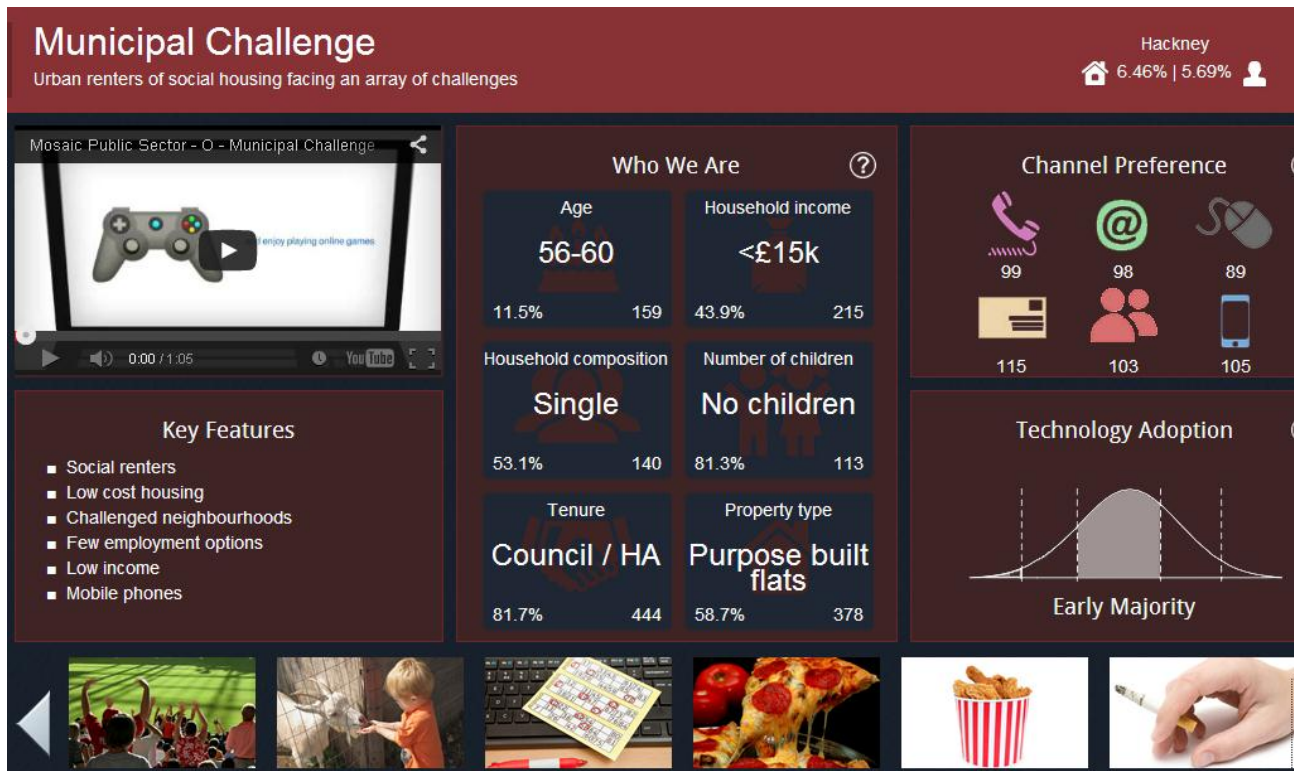 Municipal Challenge
Urban renters of social housing facing an array of challenges
Hackney
6.46% | 5.69%
Mosaic Public Sector - O - Municipal Challenge
enjoy playing online games
0:00 / 1:05
YouTube
Key Features
Social renters
Low cost housing
Challenged neighbourhoods
Few employment options
Low income
Mobile phones
Who We Are
?
Age
56-60
11.5% 159
Household income
<£15k
43.9% 215
Household composition
Single
53.1% 140
Number of children
No children
81.3% 113
Tenure
Council / HA
81.7% 444
Property type
Purpose built
flats
58.7% 378
Channel Preference
@
99 98 89
115 103 105
Technology Adoption
Early Majority